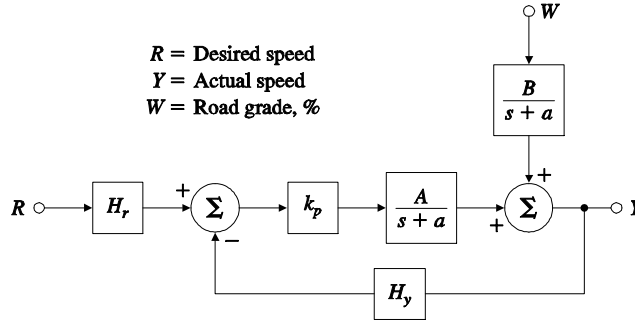 W
R = Desired speed
Y = Actual speed
W = Road grade, %
B
s + a
+
R
H_r
+
Σ
−
k_p
A
s + a
+
Σ
Y
H_y